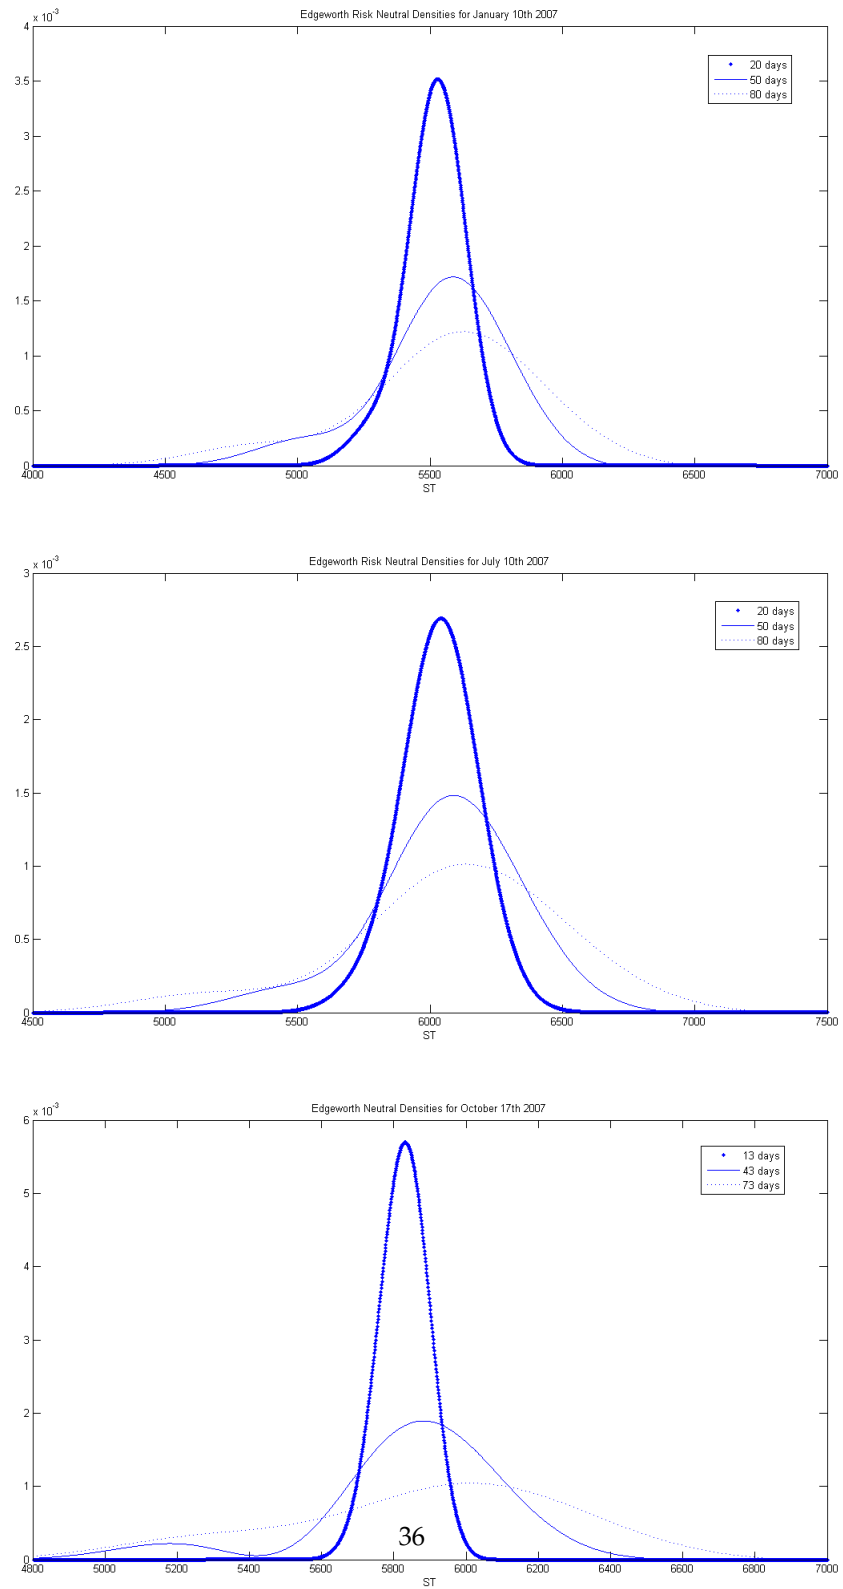 Edgeworth Risk Neutral Densities for January 10th 2007
x 10^-3
4
3.5
3
2.5
2
1.5
1
0.5
0
20 days
50 days
80 days
4000 4500 5000 5500 6000 6500 7000
ST
Edgeworth Risk Neutral Densities for July 10th 2007
x 10^-3
3
2.5
2
1.5
1
0.5
0
20 days
50 days
80 days
4500 5000 5500 6000 6500 7000 7500
ST
Edgeworth Neutral Densities for October 17th 2007
x 10^-3
6
5
4
3
2
1
0
13 days
43 days
73 days
36
4800 5000 5200 5400 5600 5800 6000 6200 6400 6600 6800 7000
ST